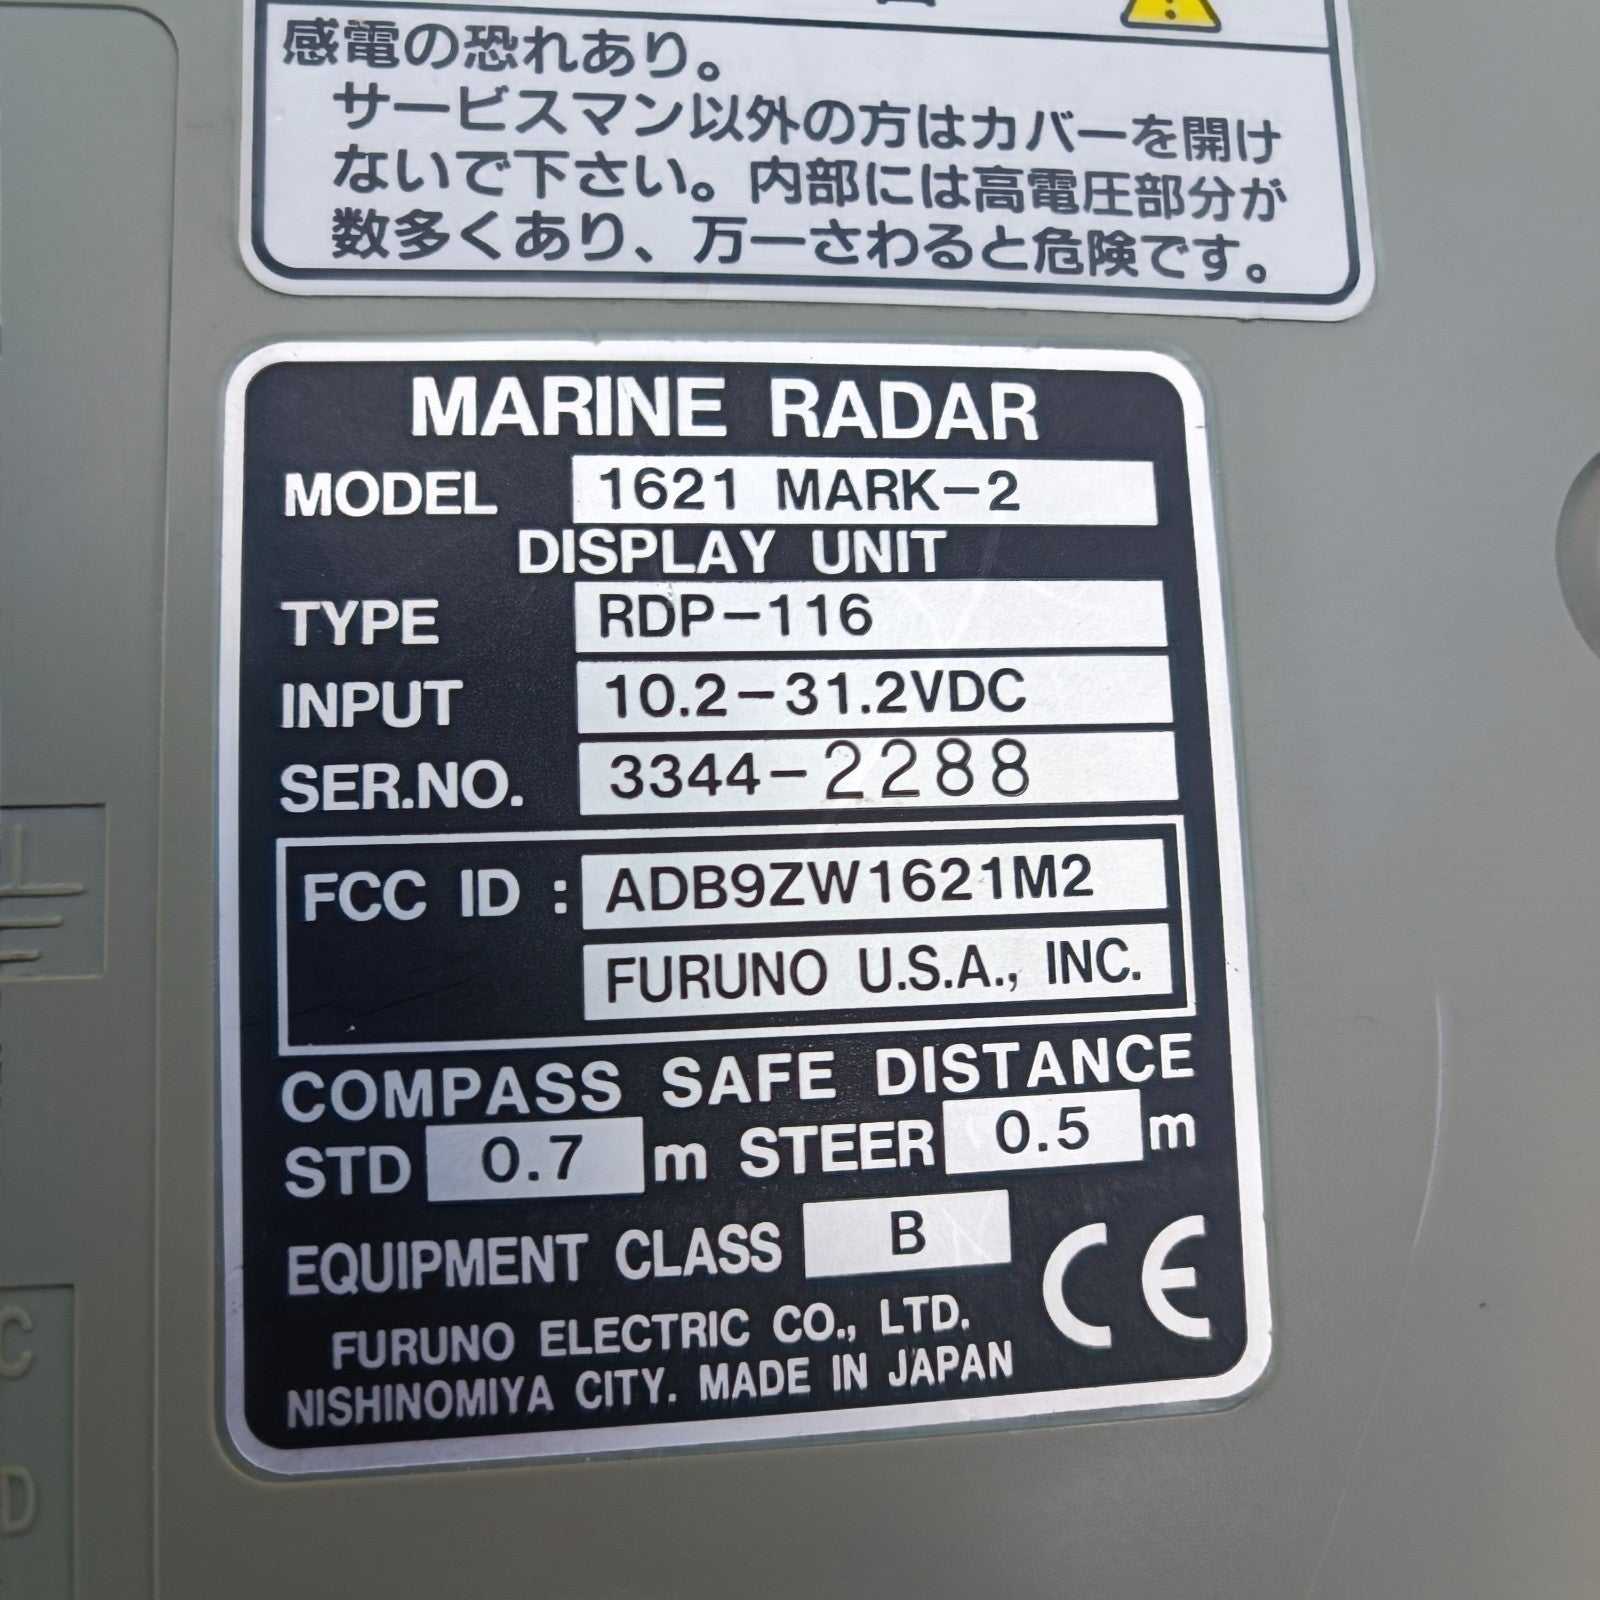 感電の恐れあり。
サービスマン以外の方はカバーを開け
ないで下さい。内部には高電圧部分が
数多くあり、万一さわると危険です。
MARINE RADAR
MODEL 1621 MARK-2
DISPLAY UNIT
TYPE RDP-116
INPUT 10.2-31.2VDC
SER.NO. 3344-2288
FCC ID : ADB9ZW1621M2
FURUNO U.S.A., INC.
COMPASS SAFE DISTANCE
STD 0.7 m STEER 0.5 m
EQUIPMENT CLASS B
CE
FURUNO ELECTRIC CO., LTD.
NISHINOMIYA CITY. MADE IN JAPAN
C
D